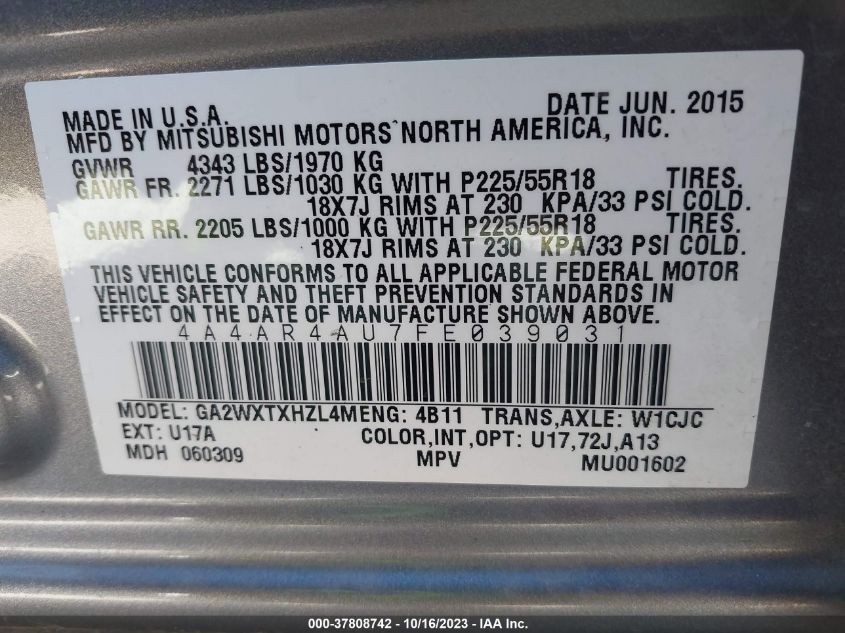 MADE IN U.S.A. DATE JUN. 2015
MFD BY MITSUBISHI MOTORS NORTH AMERICA, INC.
GVWR 4343 LBS/1970 KG
GAWR FR. 2271 LBS/1030 KG WITH P225/55R18 TIRES.
18X7J RIMS AT 230 KPA/33 PSI COLD.
GAWR RR. 2205 LBS/1000 KG WITH P225/55R18 TIRES.
18X7J RIMS AT 230 KPA/33 PSI COLD.
THIS VEHICLE CONFORMS TO ALL APPLICABLE FEDERAL MOTOR
VEHICLE SAFETY AND THEFT PREVENTION STANDARDS IN
EFFECT ON THE DATE OF MANUFACTURE SHOWN ABOVE.
4A4AR4AU7FE039031
MODEL: GA2WXTXHZL4MENG: 4B11 TRANS,AXLE: W1CJC
EXT: U17A COLOR,INT,OPT: U17,72J,A13
MDH 060309 MPV MU001602
000-37808742 - 10/16/2023 - IAA Inc.